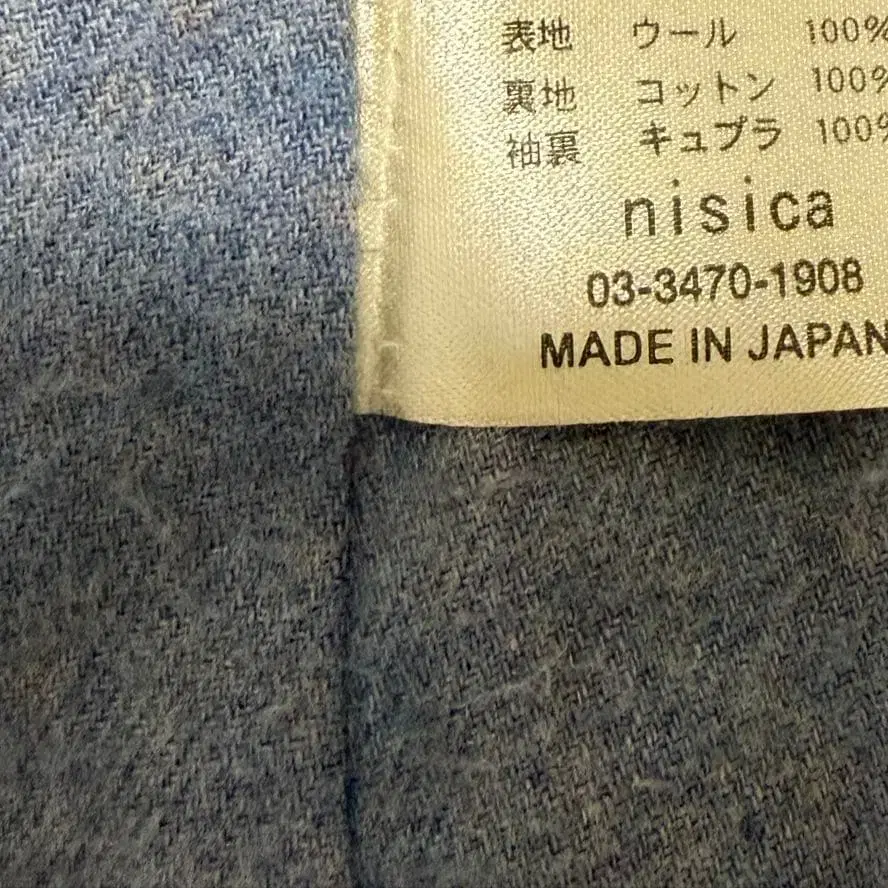 表地 ウール 100%
裏地 コットン 100%
袖裏 キュプラ 100%
nisica
03-3470-1908
MADE IN JAPAN